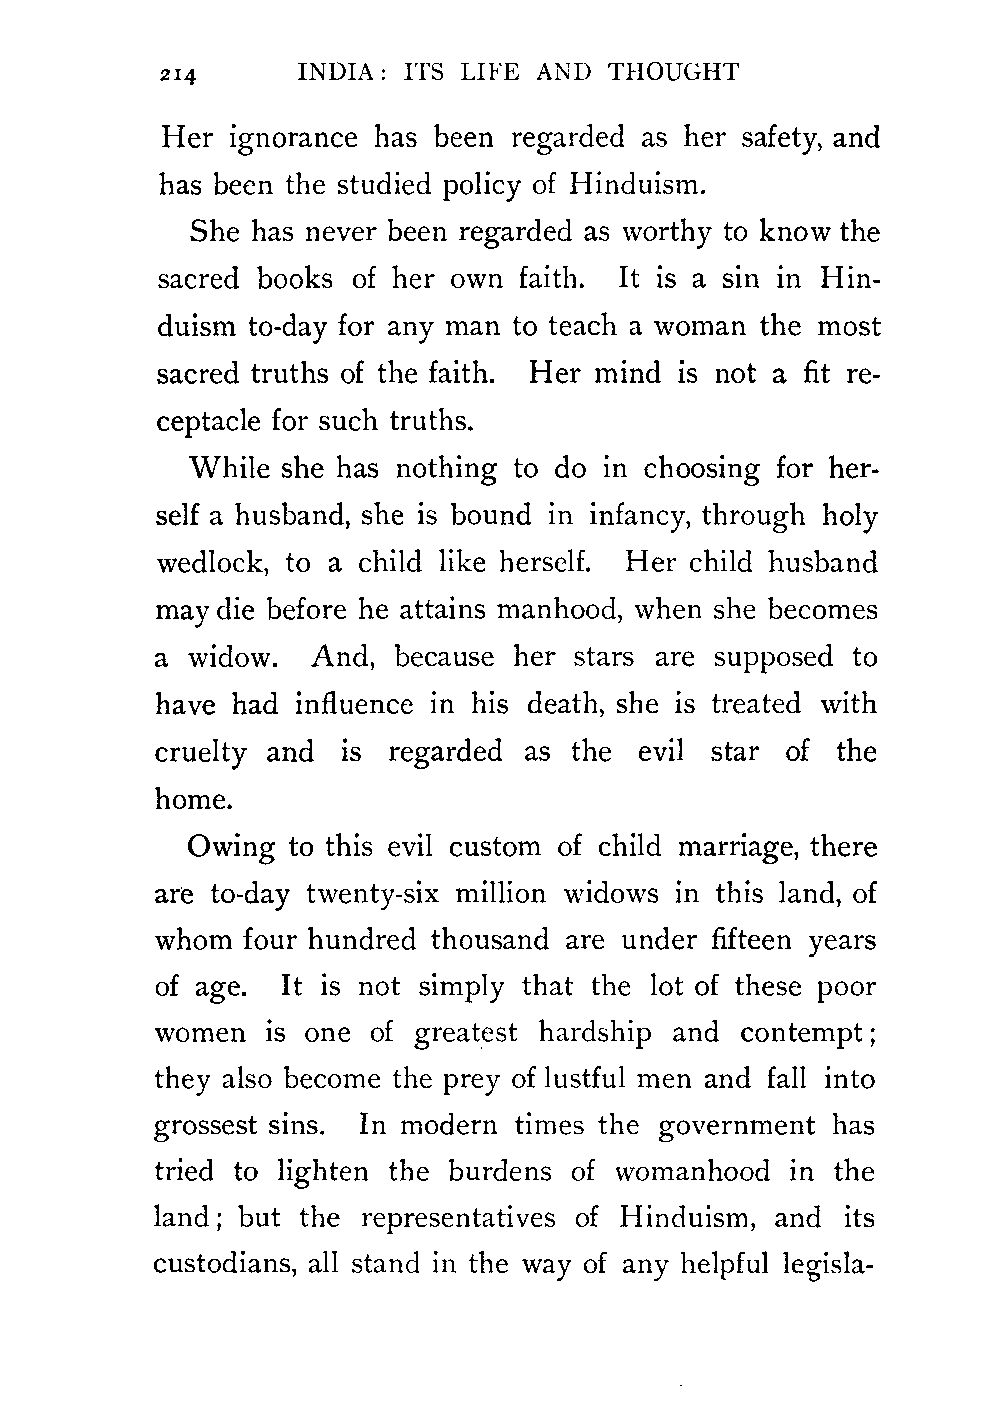 214 INDIA: ITS LIFE AND THOUGHT
Her ignorance has been regarded as her safety, and
has been the studied policy of Hinduism.
She has never been regarded as worthy to know the
sacred books of her own faith. It is a sin in Hin-
duism to-day for any man to teach a woman the most
sacred truths of the faith. Her mind is not a fit re-
ceptacle for such truths.
While she has nothing to do in choosing for her-
self a husband, she is bound in infancy, through holy
wedlock, to a child like herself. Her child husband
may die before he attains manhood, when she becomes
a widow. And, because her stars are supposed to
have had influence in his death, she is treated with
cruelty and is regarded as the evil star of the
home.
Owing to this evil custom of child marriage, there
are to-day twenty-six million widows in this land, of
whom four hundred thousand are under fifteen years
of age. It is not simply that the lot of these poor
women is one of greatest hardship and contempt;
they also become the prey of lustful men and fall into
grossest sins. In modern times the government has
tried to lighten the burdens of womanhood in the
land; but the representatives of Hinduism, and its
custodians, all stand in the way of any helpful legisla-